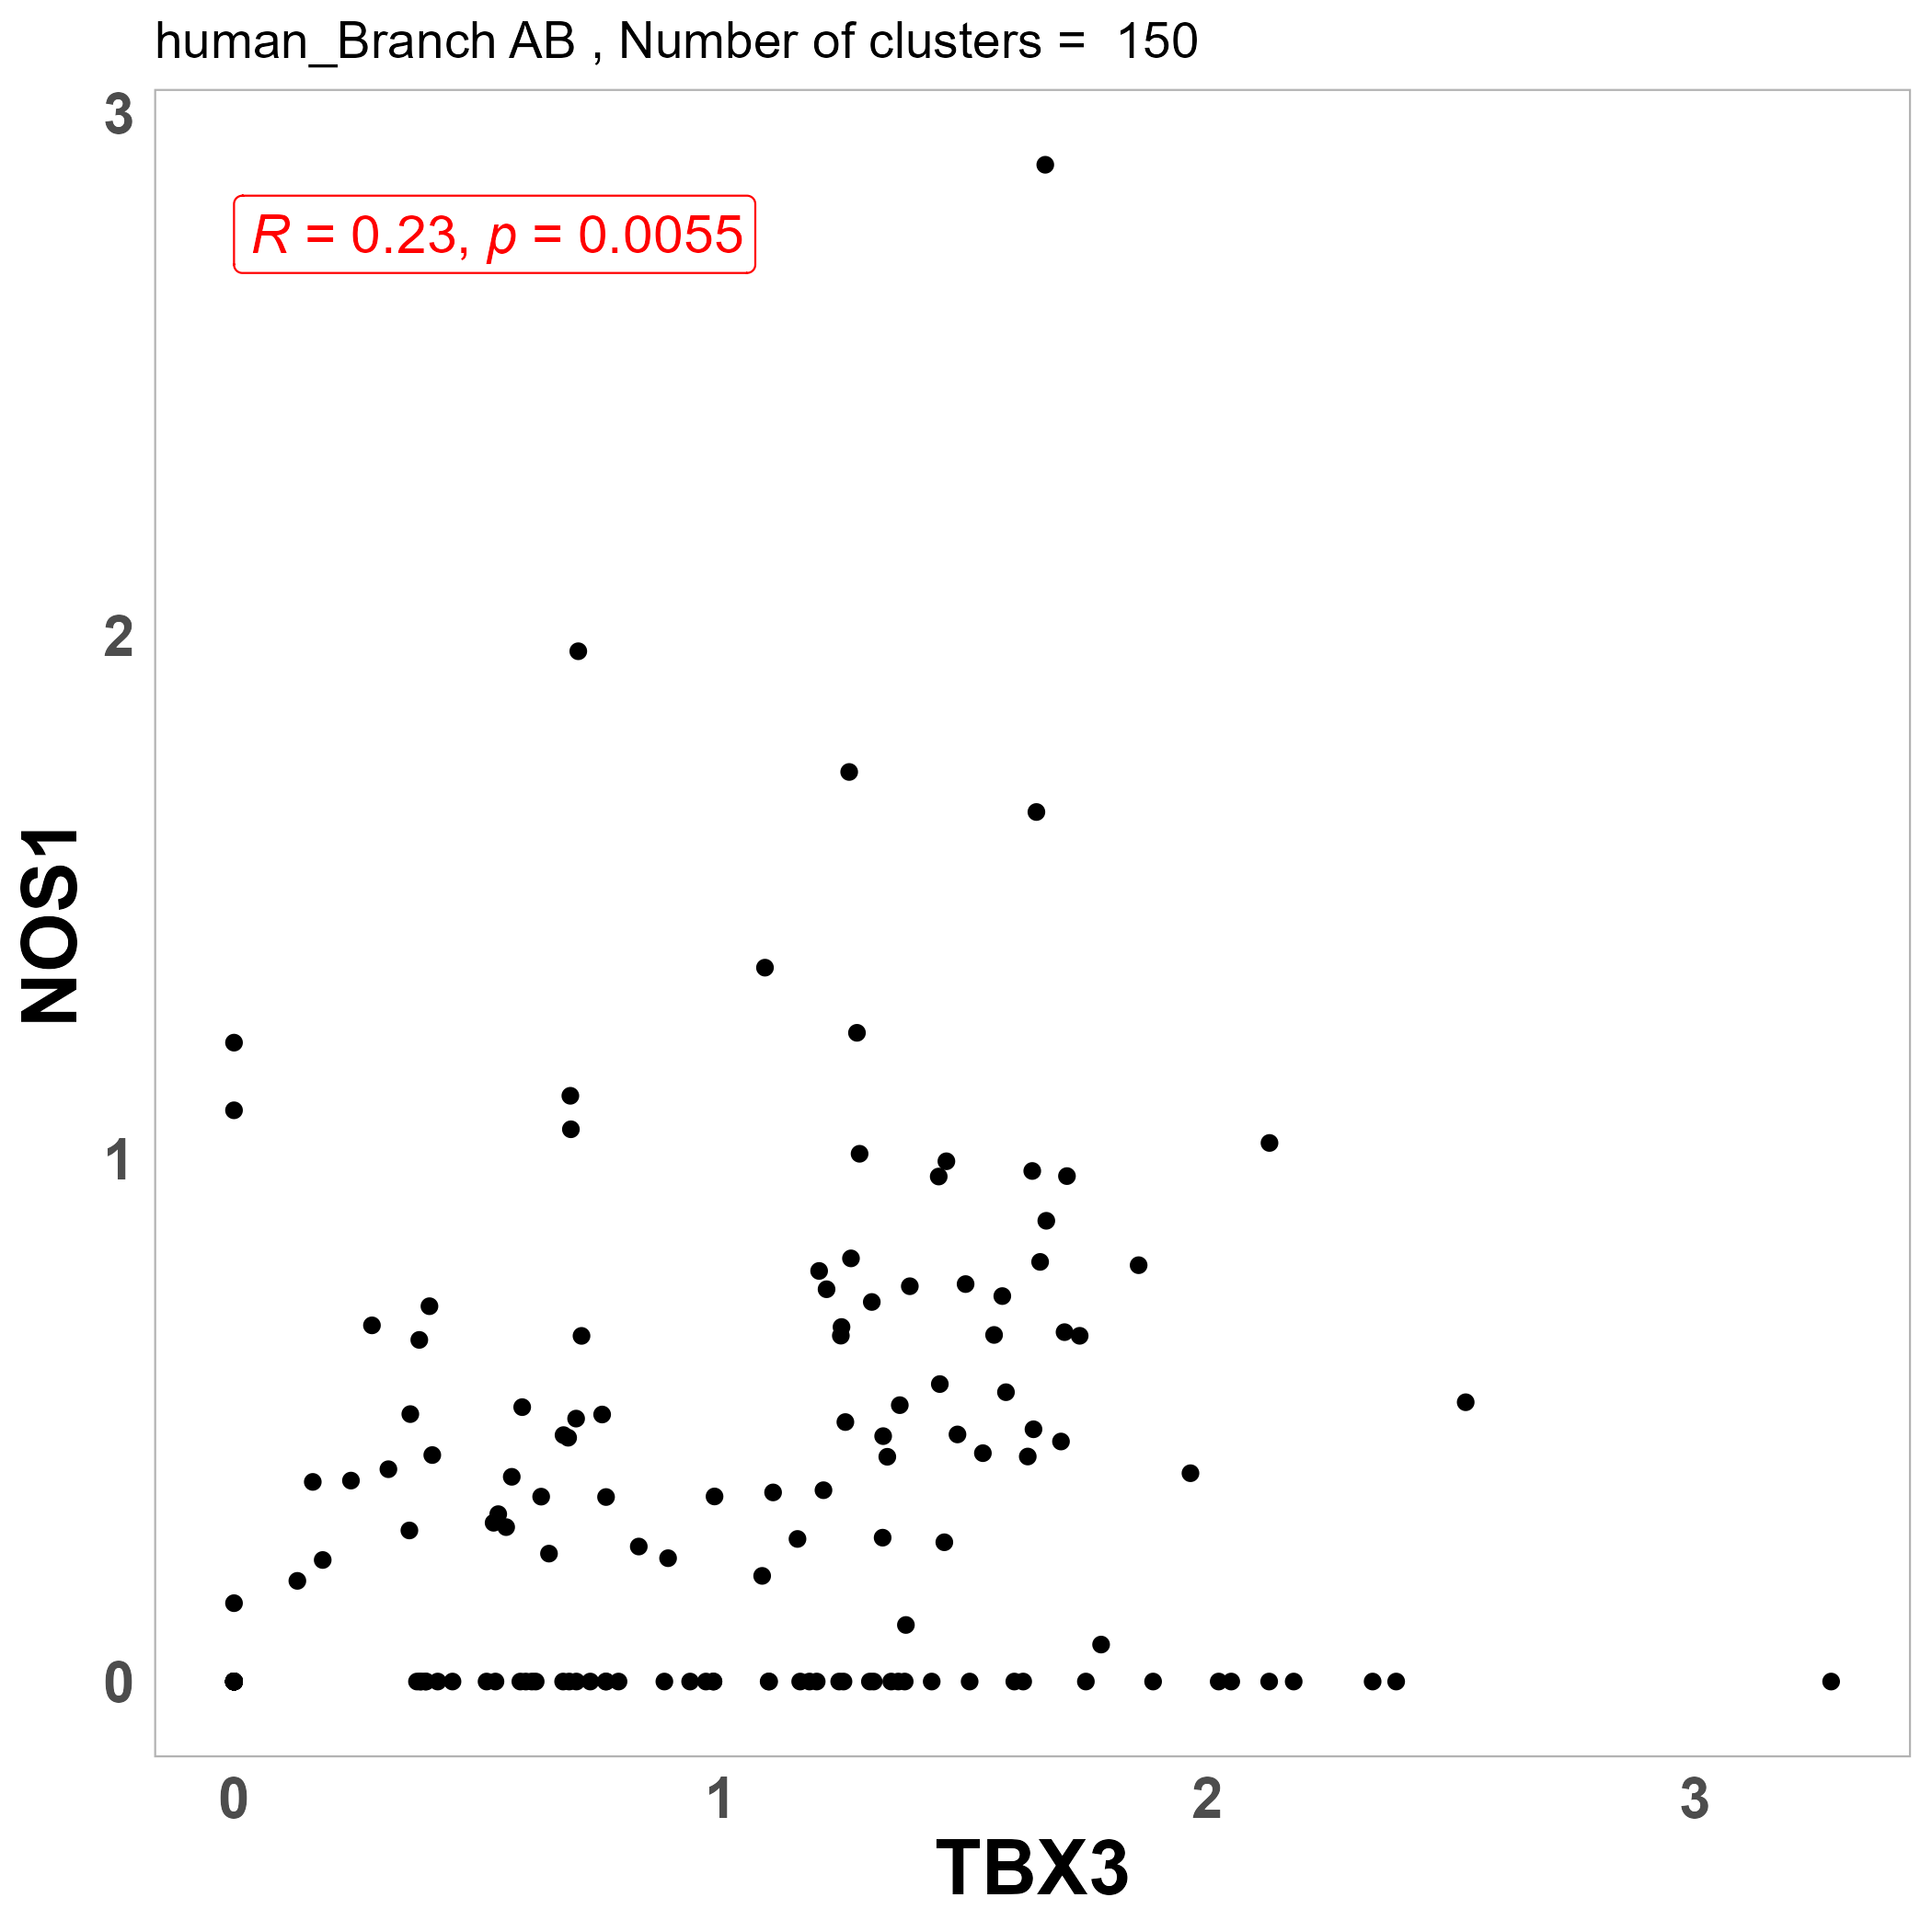 human_Branch AB , Number of clusters =  150
3
R = 0.23, p = 0.0055
2
NOS1
1
0
0 1 2 3
TBX3